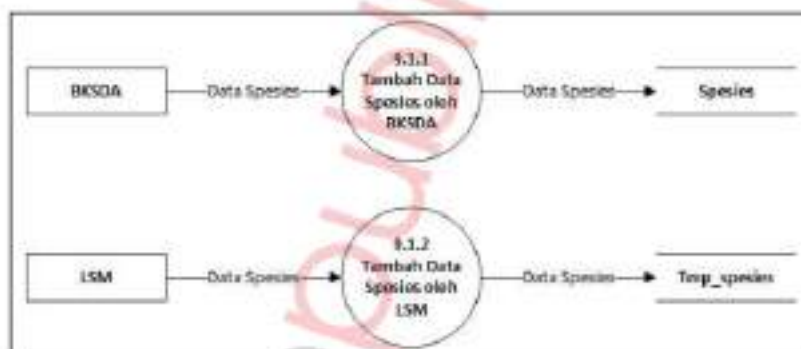 BKSDA
Data Spesies
9.1.1
Tambah Data
Spesies oleh
BKSDA
Data Spesies
Spesies
LSM
Data Spesies
9.1.2
Tambah Data
Spesies oleh
LSM
Data Spesies
Tmp_spesies